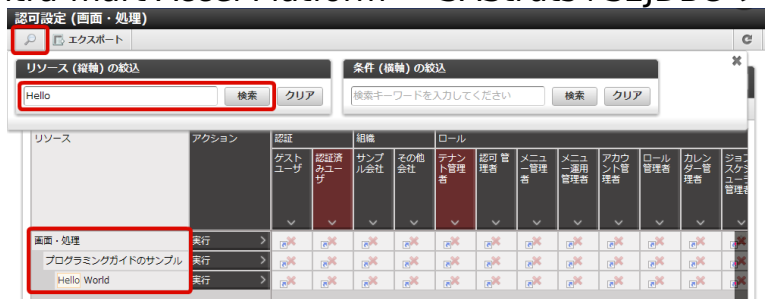 認可設定 (画面・処理)
エクスポート
リソース (縦軸) の絞込
条件 (横軸) の絞込
Hello
検索
クリア
検索キーワードを入力してください
検索
クリア
リソース
アクション
認証
組織
ロール
ゲストユーザ
認証済みユーザ
サンプル会社
その他会社
テナント管理者
認可管理者
メニュー管理者
メニュー運用管理者
アカウント管理者
ロール管理者
カレンダー管理者
画面・処理
実行
プログラミングガイドのサンプル
実行
Hello World
実行